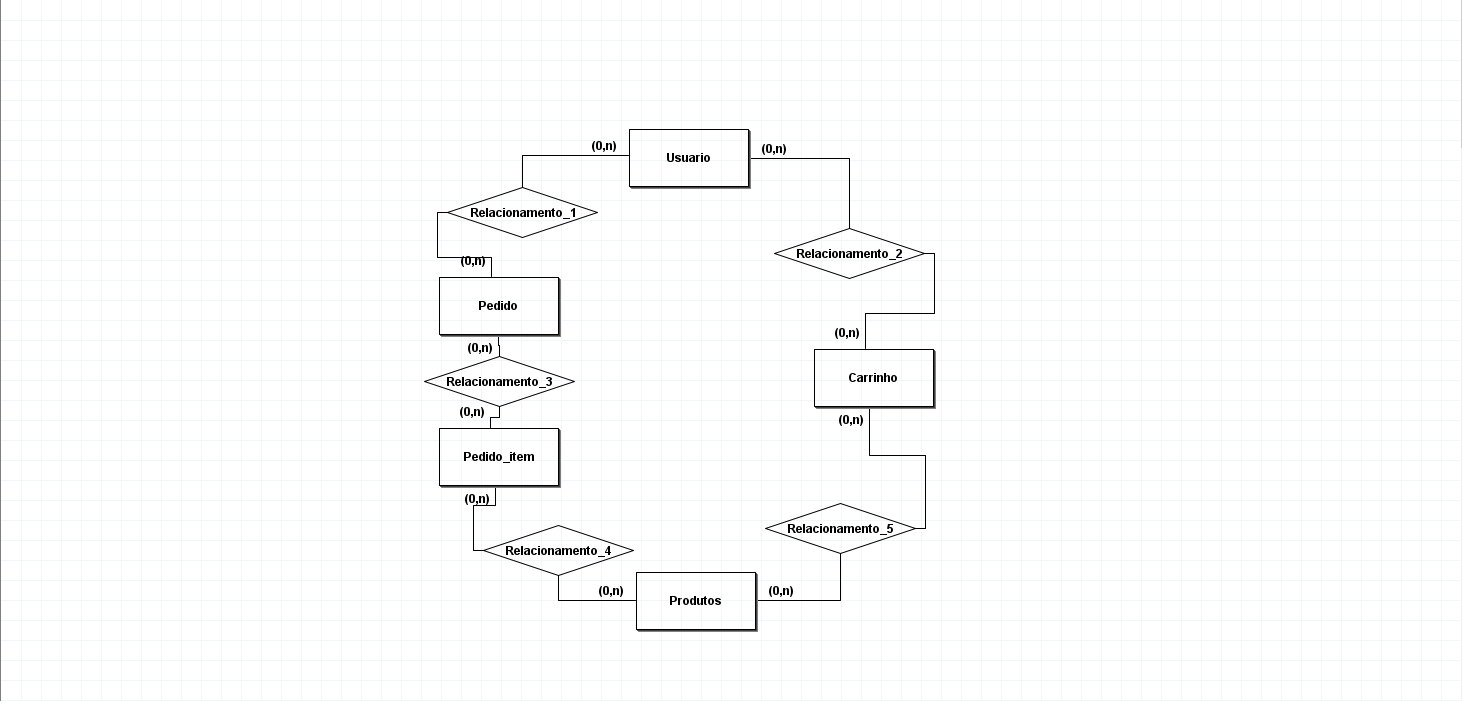 (0,n)
Usuario
(0,n)
Relacionamento_1
Relacionamento_2
(0,n)
Pedido
(0,n)
(0,n)
Relacionamento_3
Carrinho
(0,n)
(0,n)
Pedido_item
(0,n)
Relacionamento_5
Relacionamento_4
(0,n)
Produtos
(0,n)